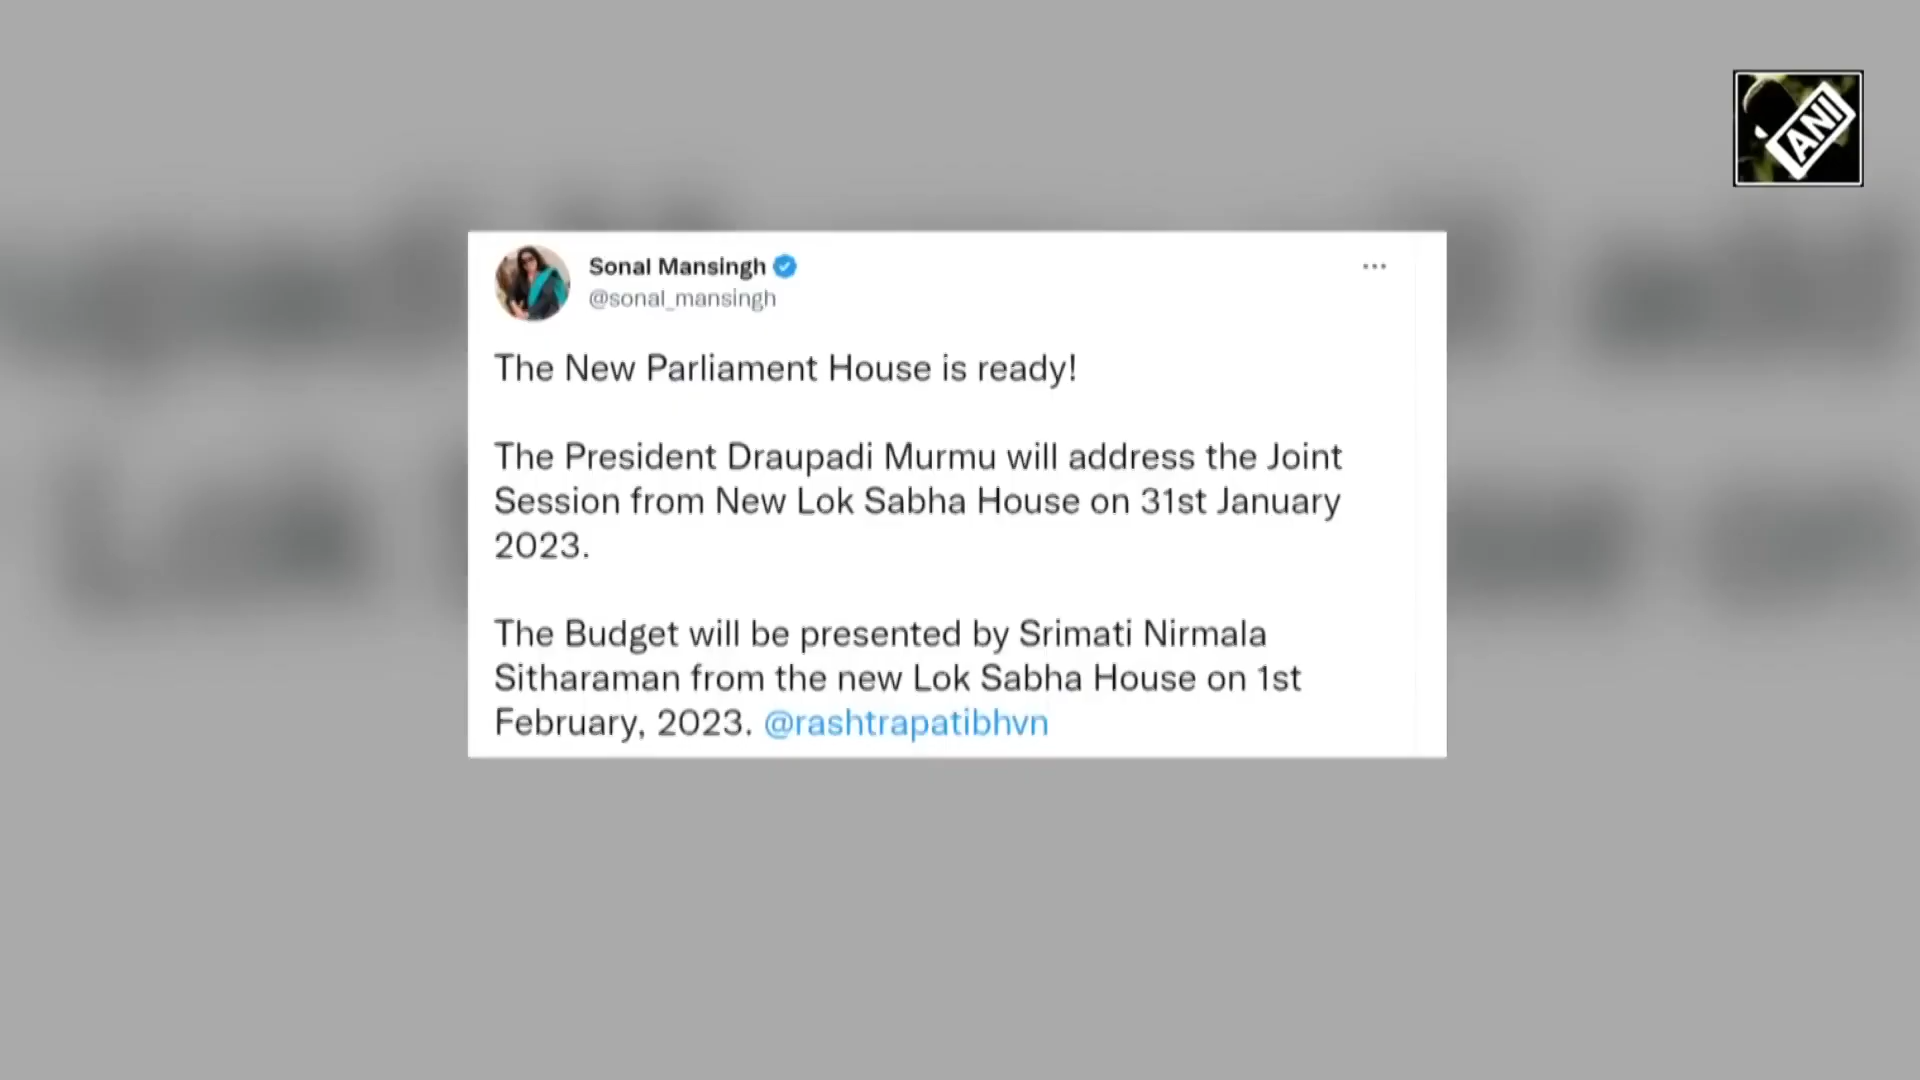 ANI
Sonal Mansingh
@sonal_mansingh
The New Parliament House is ready!
The President Draupadi Murmu will address the Joint
Session from New Lok Sabha House on 31st January
2023.
The Budget will be presented by Srimati Nirmala
Sitharaman from the new Lok Sabha House on 1st
February, 2023. @rashtrapatibhvn